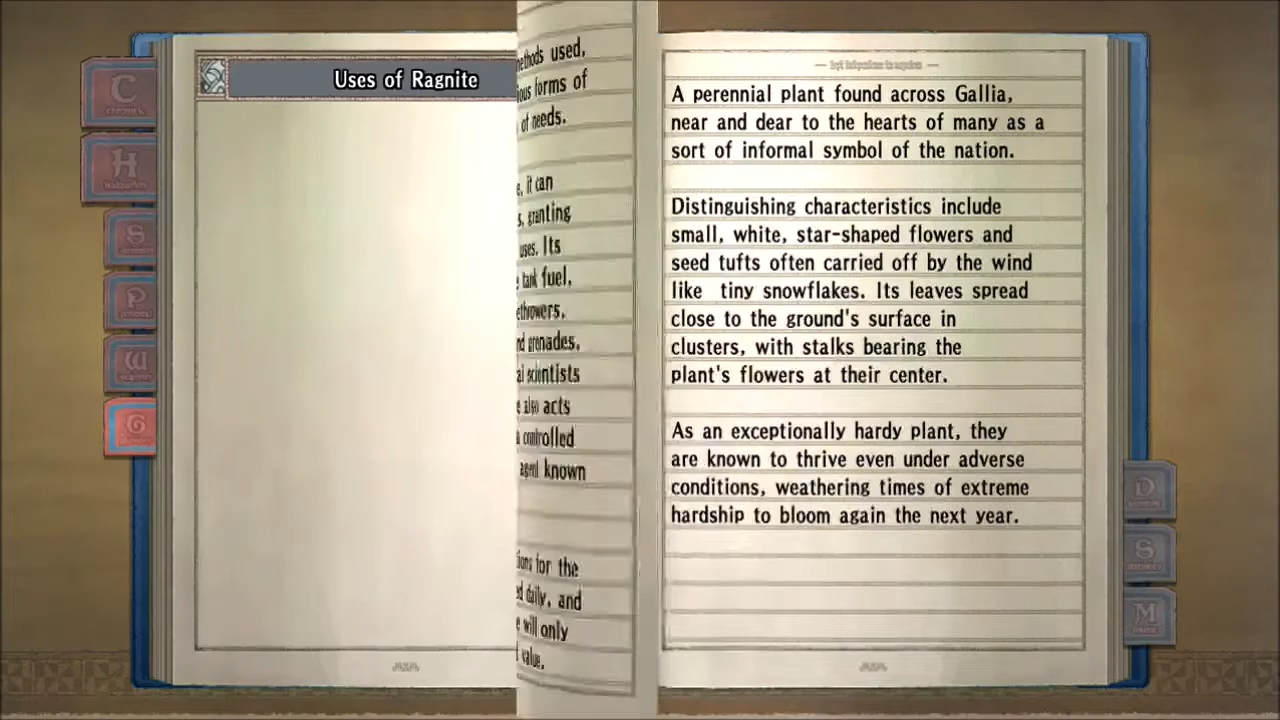 C
H
S
P
W
G
Uses of Ragnite
methods used,
forms of
of needs.
it can
granting
uses. Its
tank fuel,
nd grenades,
scientists
also acts
controlled
agent known
for the
daily, and
will only
value.
A perennial plant found across Gallia,
near and dear to the hearts of many as a
sort of informal symbol of the nation.
Distinguishing characteristics include
small, white, star-shaped flowers and
seed tufts often carried off by the wind
like tiny snowflakes. Its leaves spread
close to the ground's surface in
clusters, with stalks bearing the
plant's flowers at their center.
As an exceptionally hardy plant, they
are known to thrive even under adverse
conditions, weathering times of extreme
hardship to bloom again the next year.
D
S
M